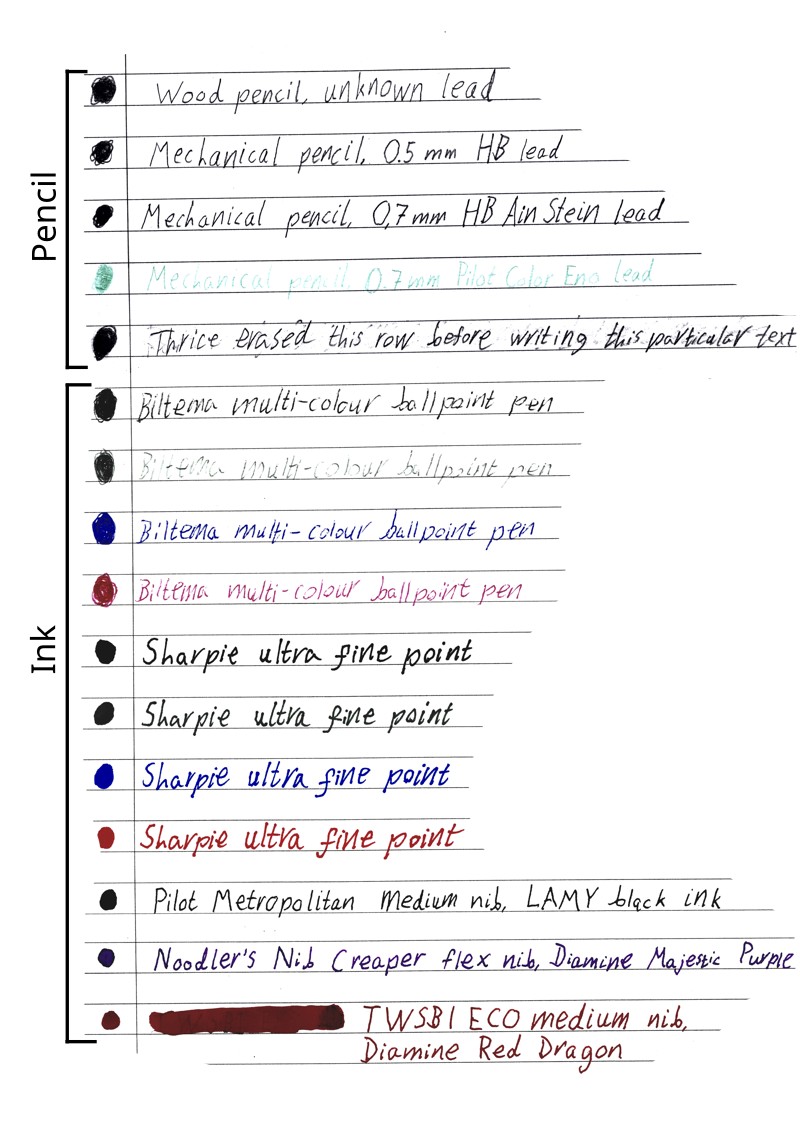 Pencil
Wood pencil, unknown lead
Mechanical pencil, 0.5 mm HB lead
Mechanical pencil, 0,7mm HB Ain Stein lead
Mechanical pencil, 0.7mm Pilot Color Eno lead
Thrice erased this row before writing this particular text
Ink
Biltema multi-colour ballpoint pen
Biltema multi-colour ballpoint pen
Biltema multi-colour ballpoint pen
Biltema multi-colour ballpoint pen
Sharpie ultra fine point
Sharpie ultra fine point
Sharpie ultra fine point
Sharpie ultra fine point
Pilot Metropolitan Medium nib, LAMY black ink
Noodler's Nib Creaper flex nib, Diamine Majestic Purple
TWSBI ECO medium nib,
Diamine Red Dragon